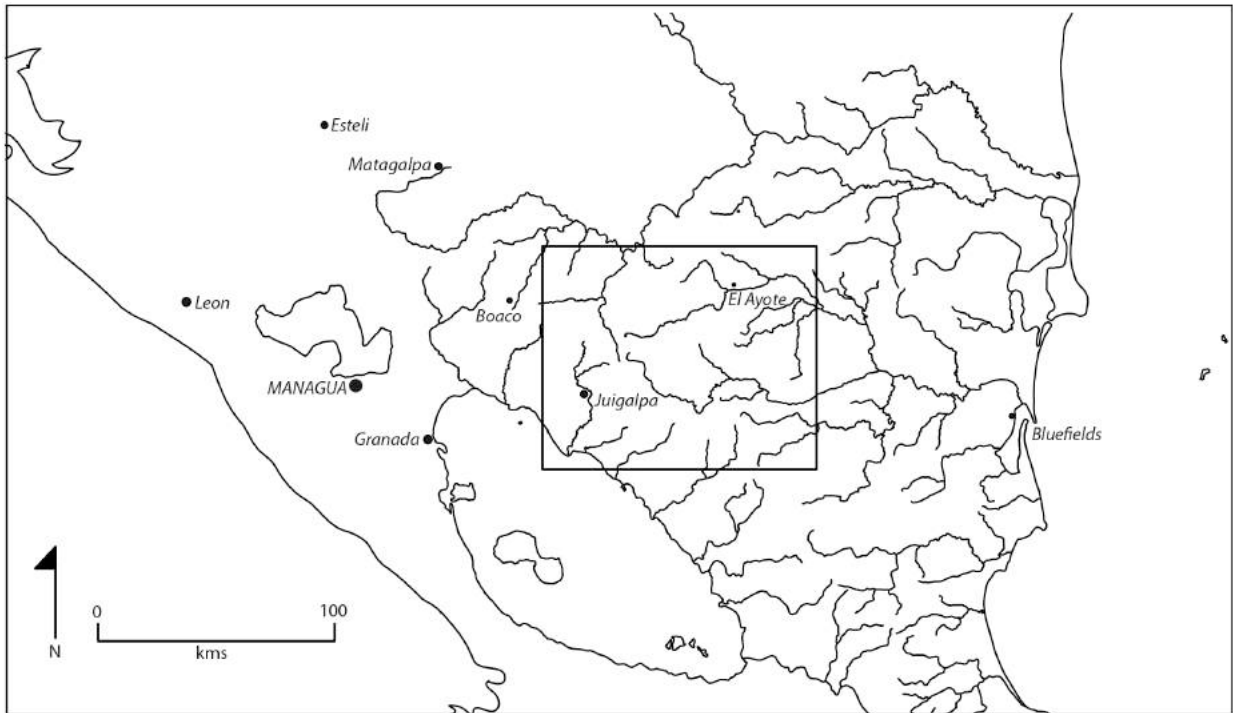 Esteli
Matagalpa
Leon
Boaco
El Ayote
MANAGUA
Juigalpa
Granada
Bluefields
0 100
kms
N